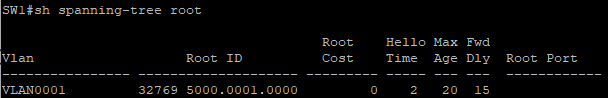 SW1#sh spanning-tree root
Root Hello Max Fwd
Vlan Root ID Cost Time Age Dly Root Port
---------------- -------------------- --------- ----- --- --- ------------
VLAN0001 32769 5000.0001.0000 0 2 20 15